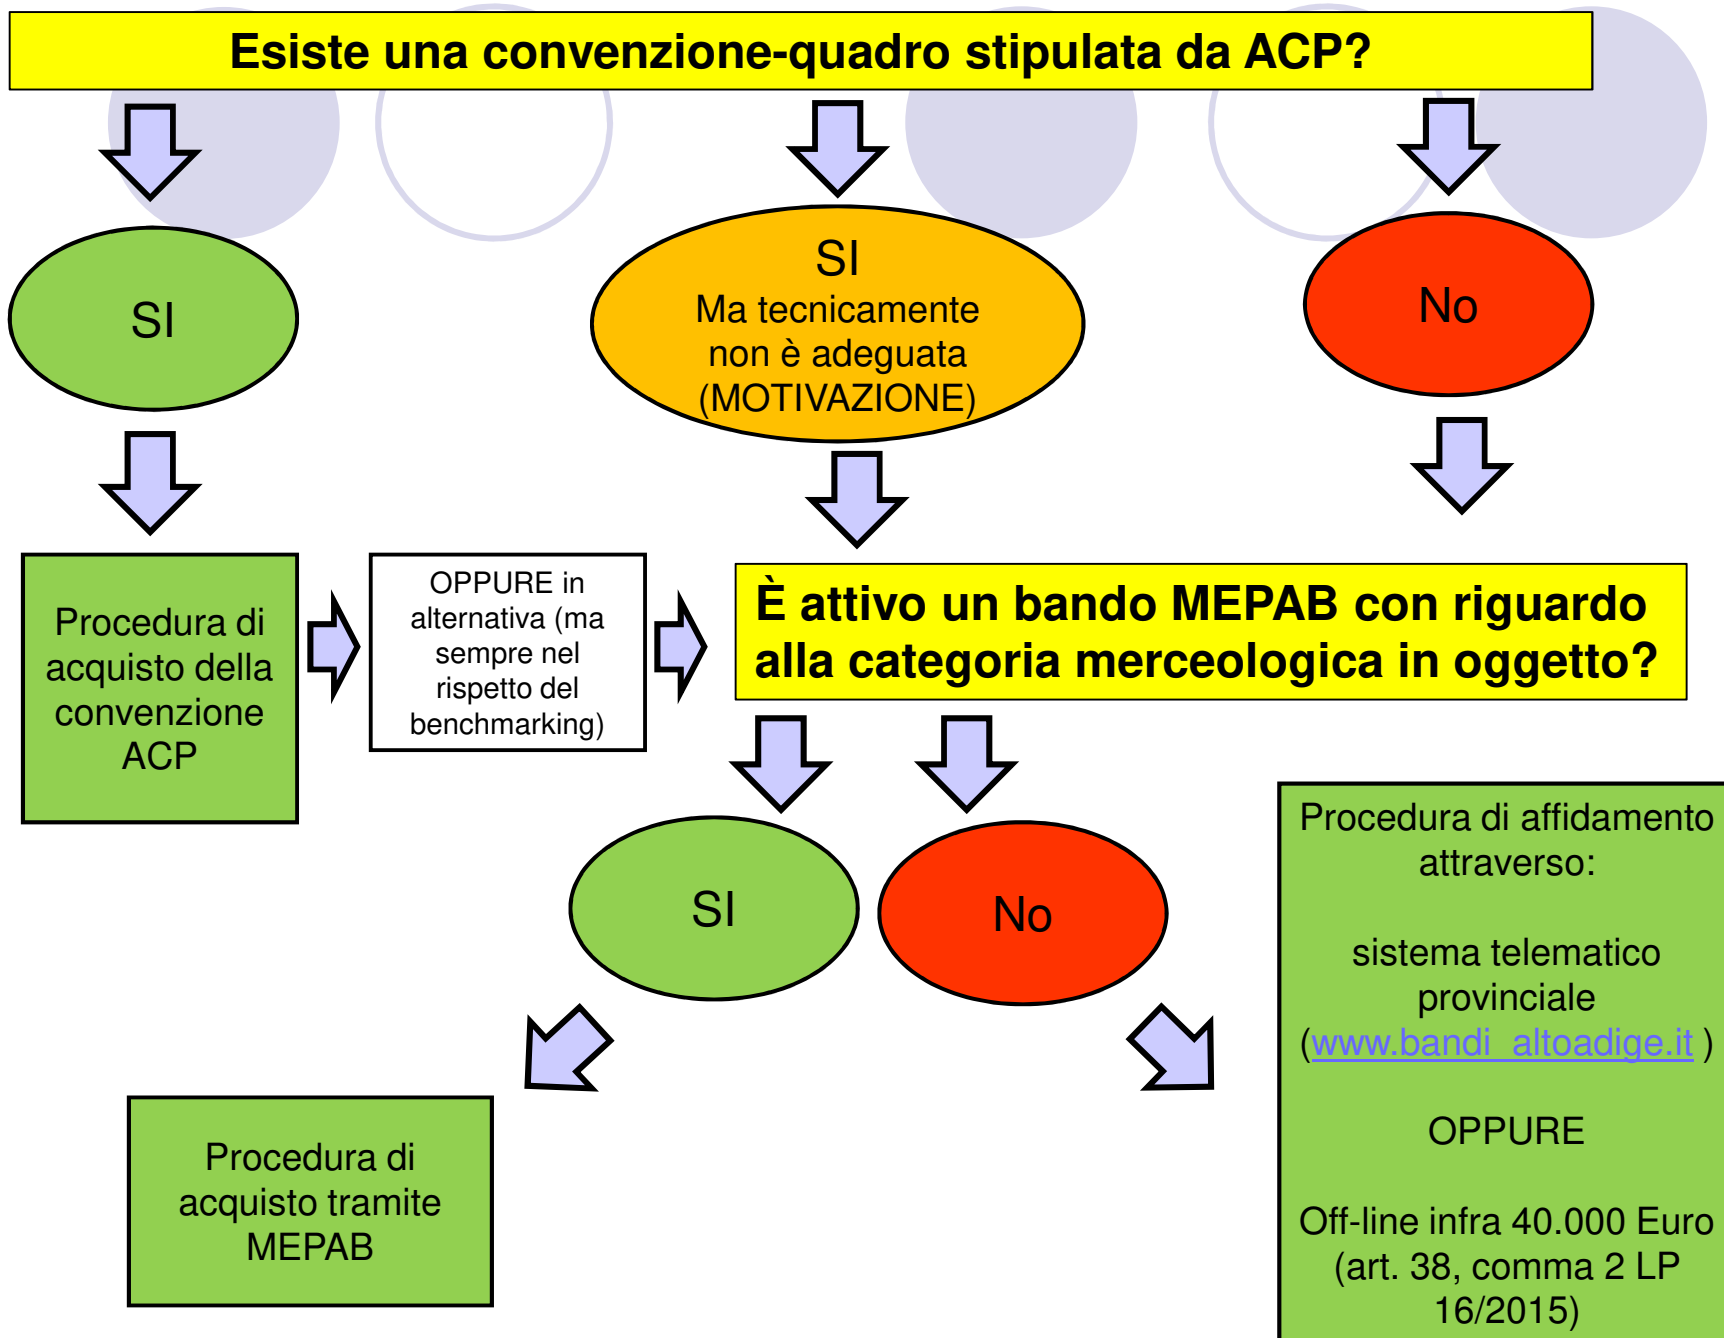 Esiste una convenzione-quadro stipulata da ACP?
SI
SI
Ma tecnicamente
non è adeguata
(MOTIVAZIONE)
No
Procedura di
acquisto della
convenzione
ACP
OPPURE in
alternativa (ma
sempre nel
rispetto del
benchmarking)
È attivo un bando MEPAB con riguardo
alla categoria merceologica in oggetto?
SI
No
Procedura di
acquisto tramite
MEPAB
Procedura di affidamento
attraverso:
sistema telematico
provinciale
(www.bandi_altoadige.it )
OPPURE
Off-line infra 40.000 Euro
(art. 38, comma 2 LP
16/2015)